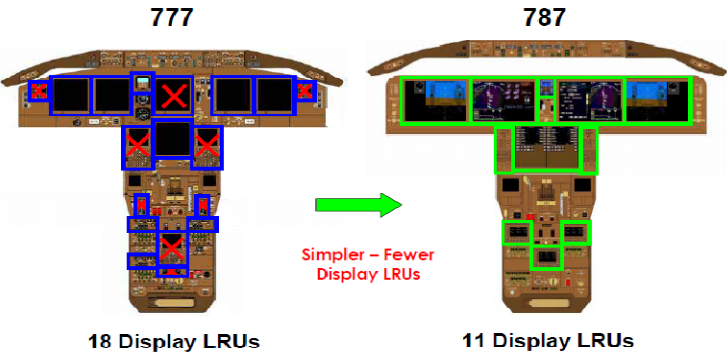 777
787
Simpler – Fewer
Display LRUs
18 Display LRUs
11 Display LRUs